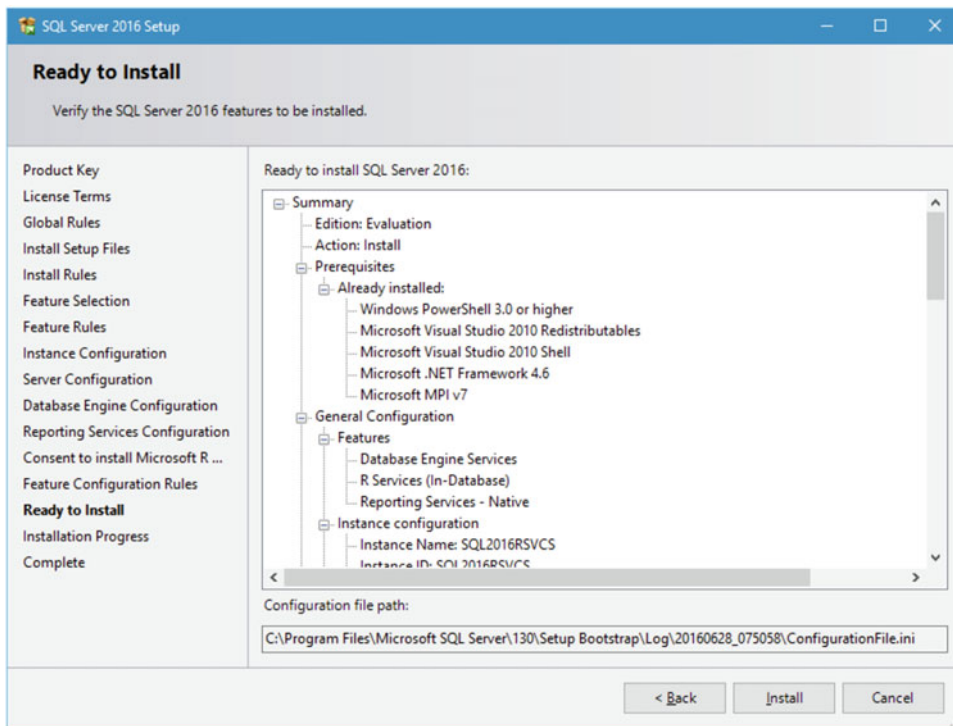 SQL Server 2016 Setup
Ready to Install
Verify the SQL Server 2016 features to be installed.
Product Key
License Terms
Global Rules
Install Setup Files
Install Rules
Feature Selection
Feature Rules
Instance Configuration
Server Configuration
Database Engine Configuration
Reporting Services Configuration
Consent to install Microsoft R ...
Feature Configuration Rules
Ready to Install
Installation Progress
Complete
Ready to install SQL Server 2016:
Summary
Edition: Evaluation
Action: Install
Prerequisites
Already installed:
Windows PowerShell 3.0 or higher
Microsoft Visual Studio 2010 Redistributables
Microsoft Visual Studio 2010 Shell
Microsoft .NET Framework 4.6
Microsoft MPI v7
General Configuration
Features
Database Engine Services
R Services (In-Database)
Reporting Services - Native
Instance configuration
Instance Name: SQL2016RSVCS
Instance ID: SQL2016RSVCS
Configuration file path:
C:\Program Files\Microsoft SQL Server\130\Setup Bootstrap\Log\20160628_075058\ConfigurationFile.ini
< Back
Install
Cancel